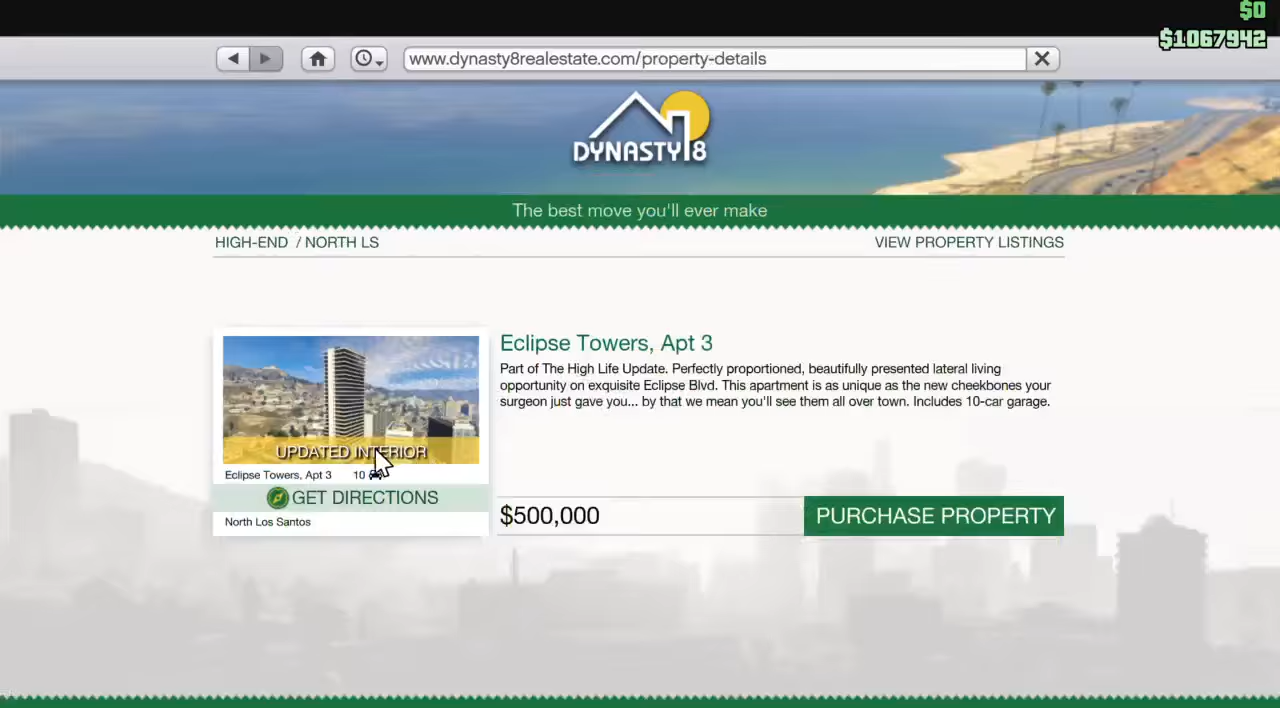 $0
$1067942
www.dynasty8realestate.com/property-details
DYNASTY8
The best move you'll ever make
HIGH-END / NORTH LS
VIEW PROPERTY LISTINGS
Eclipse Towers, Apt 3
Part of The High Life Update. Perfectly proportioned, beautifully presented lateral living
opportunity on exquisite Eclipse Blvd. This apartment is as unique as the new cheekbones your
surgeon just gave you... by that we mean you'll see them all over town. Includes 10-car garage.
UPDATED INTERIOR
Eclipse Towers, Apt 3 10
GET DIRECTIONS
North Los Santos
$500,000
PURCHASE PROPERTY